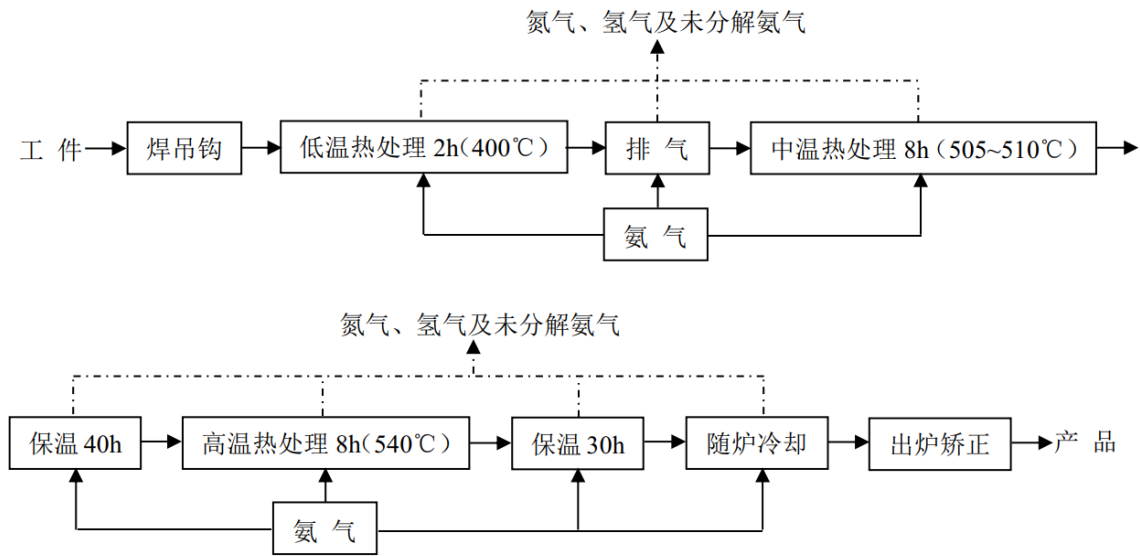 氮气、氢气及未分解氨气
工 件 焊吊钩 低温热处理 2h(400℃) 排 气 中温热处理 8h(505~510℃)
氨 气
氮气、氢气及未分解氨气
保温 40h 高温热处理 8h(540℃) 保温 30h 随炉冷却 出炉矫正 产 品
氨 气